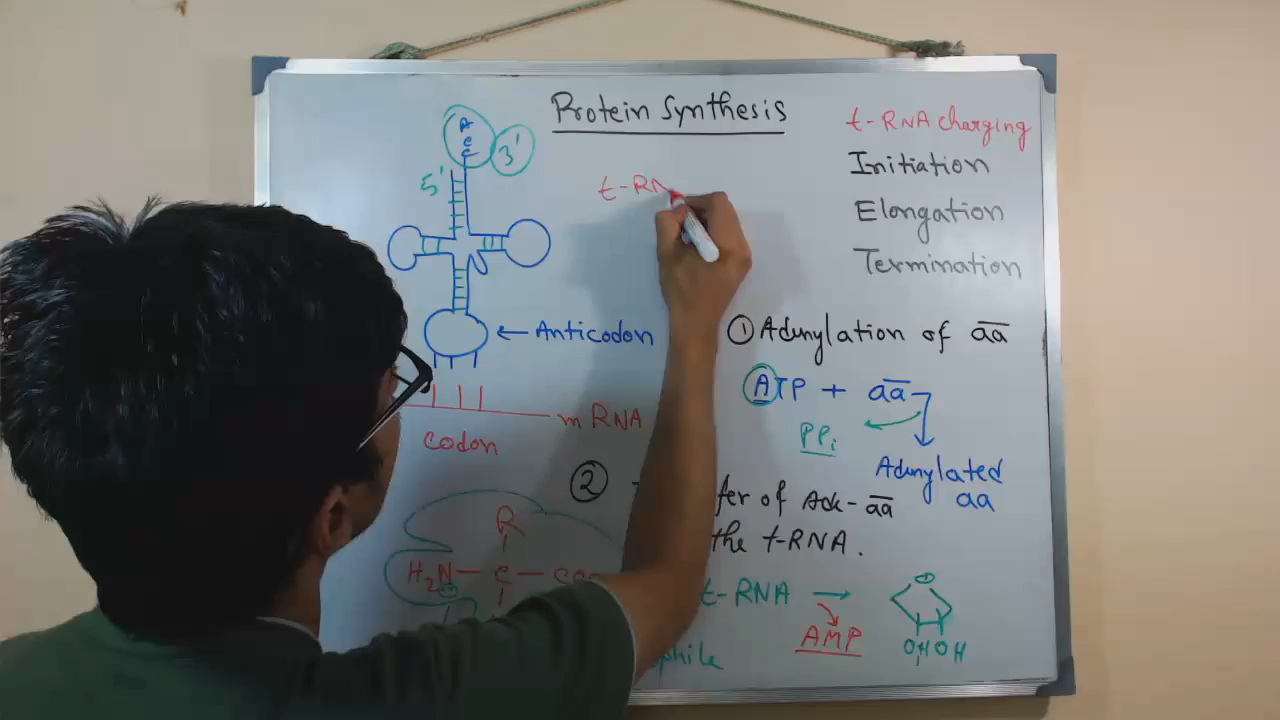 Protein Synthesis
t-RNA charging
Initiation
Elongation
Termination
A
C
C
3'
5'
t-RN
← Anticodon
mRNA
codon
① Adenylation of aa
ATP + aa
PPi
Adenylated
aa
② fer of Ade-aa
the t-RNA.
R
H2N — C —
t-RNA →
AMP
OH OH